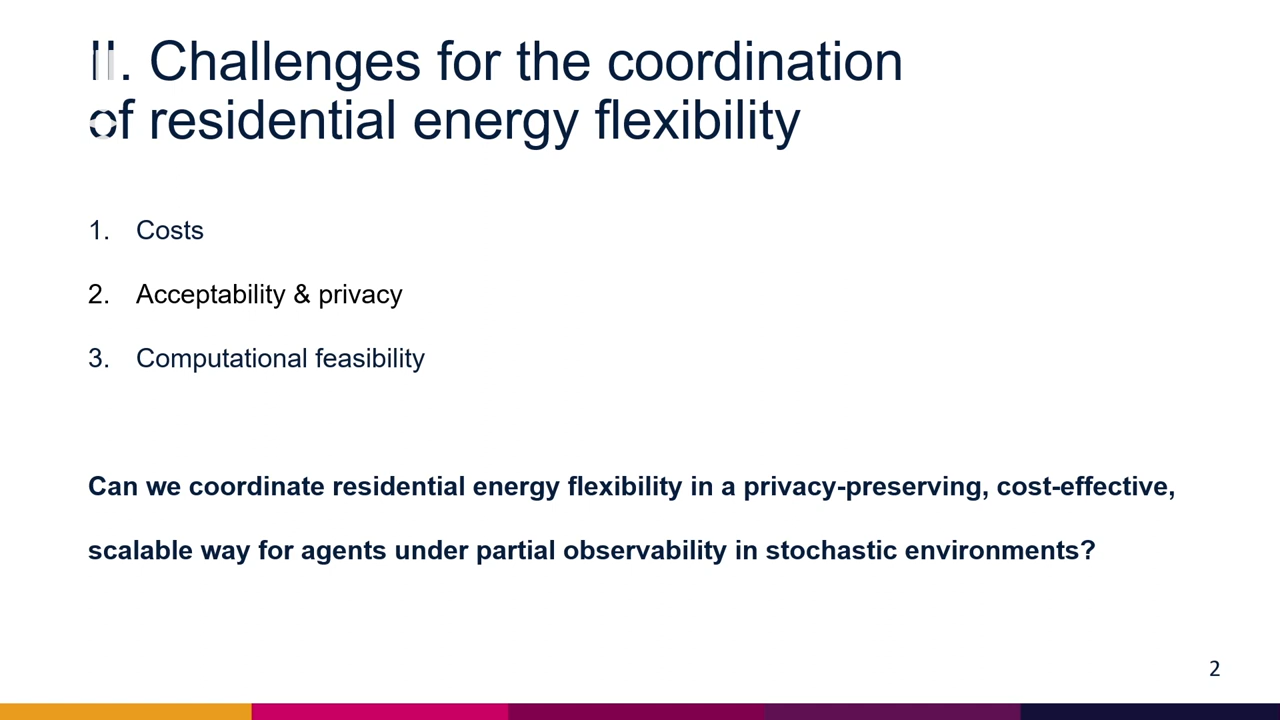 II. Challenges for the coordination
of residential energy flexibility
1. Costs
2. Acceptability & privacy
3. Computational feasibility
Can we coordinate residential energy flexibility in a privacy-preserving, cost-effective,
scalable way for agents under partial observability in stochastic environments?
2